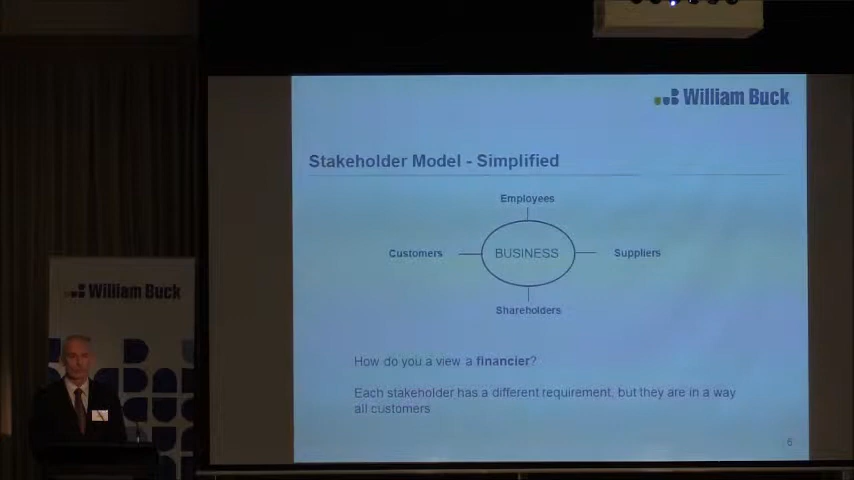 William Buck
Stakeholder Model - Simplified
Employees
Customers
BUSINESS
Suppliers
Shareholders
How do you a view a financier?
Each stakeholder has a different requirement, but they are in a way
all customers
6
William Buck